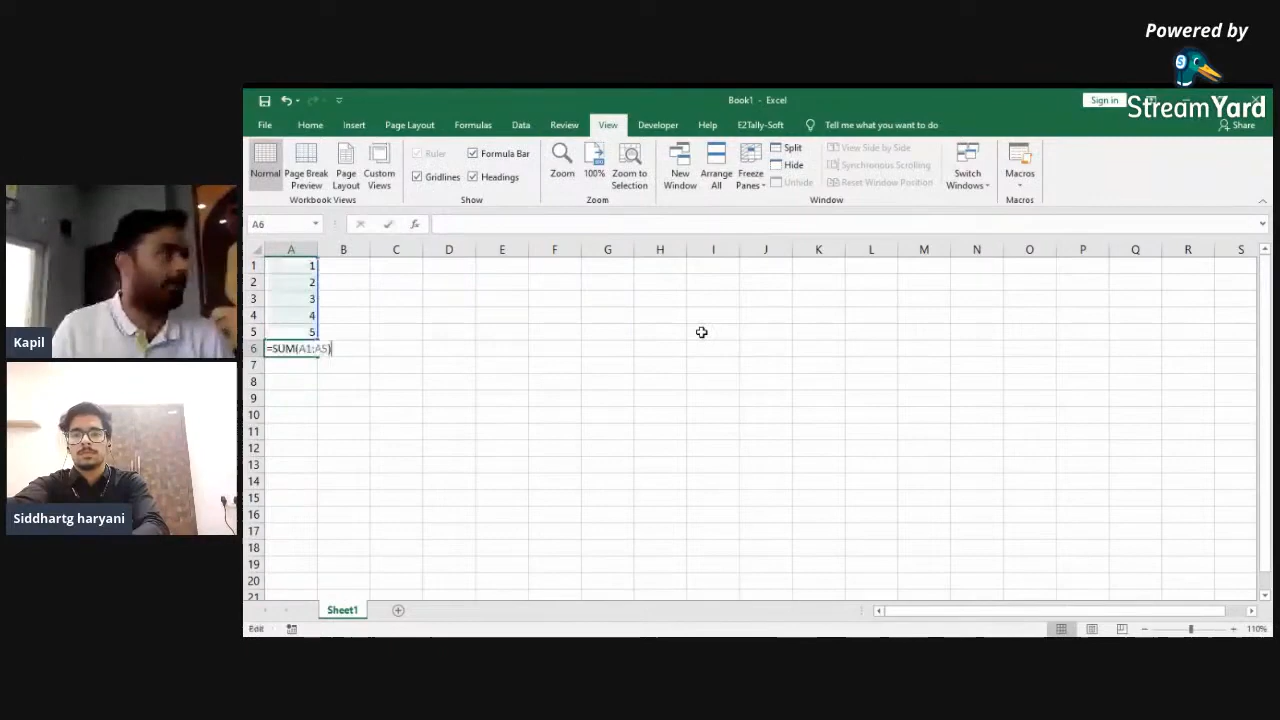 Powered by
StreamYard
Book1 - Excel
Sign in
File Home Insert Page Layout Formulas Data Review View Developer Help E2Tally-Soft Tell me what you want to do Share
Normal
Page Break Preview
Page Layout
Custom Views
Workbook Views
Ruler
Formula Bar
Gridlines
Headings
Show
Zoom
100%
Zoom to Selection
Zoom
New Window
Arrange All
Freeze Panes
Split
Hide
Unhide
View Side by Side
Synchronous Scrolling
Reset Window Position
Window
Switch Windows
Macros
Macros
A6
fx
A B C D E F G H I J K L M N O P Q R S
1 1
2 2
3 3
4 4
5 5
6 =SUM(A1:A5)
7
8
9
10
11
12
13
14
15
16
17
18
19
20
21
Sheet1
Edit
110%
Kapil
Siddhartg haryani